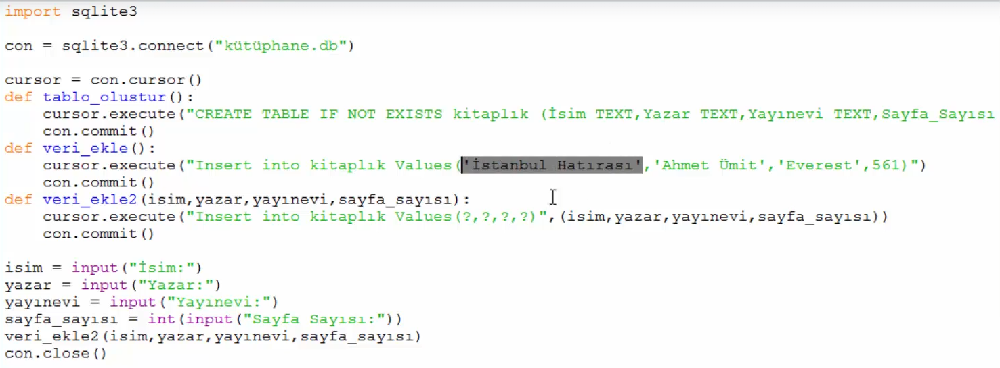 import sqlite3
con = sqlite3.connect("kütüphane.db")
cursor = con.cursor()
def tablo_olustur():
    cursor.execute("CREATE TABLE IF NOT EXISTS kitaplık (İsim TEXT,Yazar TEXT,Yayınevi TEXT,Sayfa_Sayısı
    con.commit()
def veri_ekle():
    cursor.execute("Insert into kitaplık Values('İstanbul Hatırası','Ahmet Ümit','Everest',561)")
    con.commit()
def veri_ekle2(isim,yazar,yayınevi,sayfa_sayısı):
    cursor.execute("Insert into kitaplık Values(?,?,?,?)",(isim,yazar,yayınevi,sayfa_sayısı))
    con.commit()
isim = input("İsim:")
yazar = input("Yazar:")
yayınevi = input("Yayınevi:")
sayfa_sayısı = int(input("Sayfa Sayısı:"))
veri_ekle2(isim,yazar,yayınevi,sayfa_sayısı)
con.close()